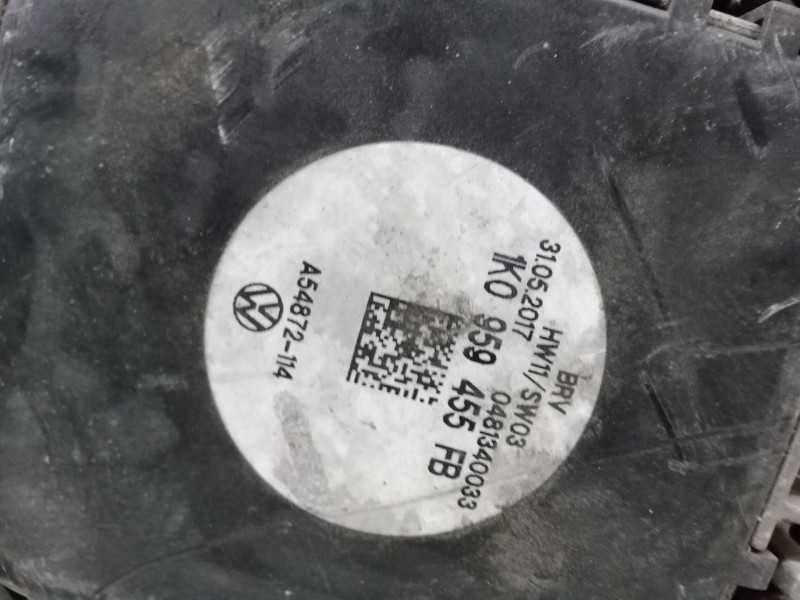 BRV
HW11/SW03
31.05.2017 0481340033
1K0 959 455 FB
A54872-114